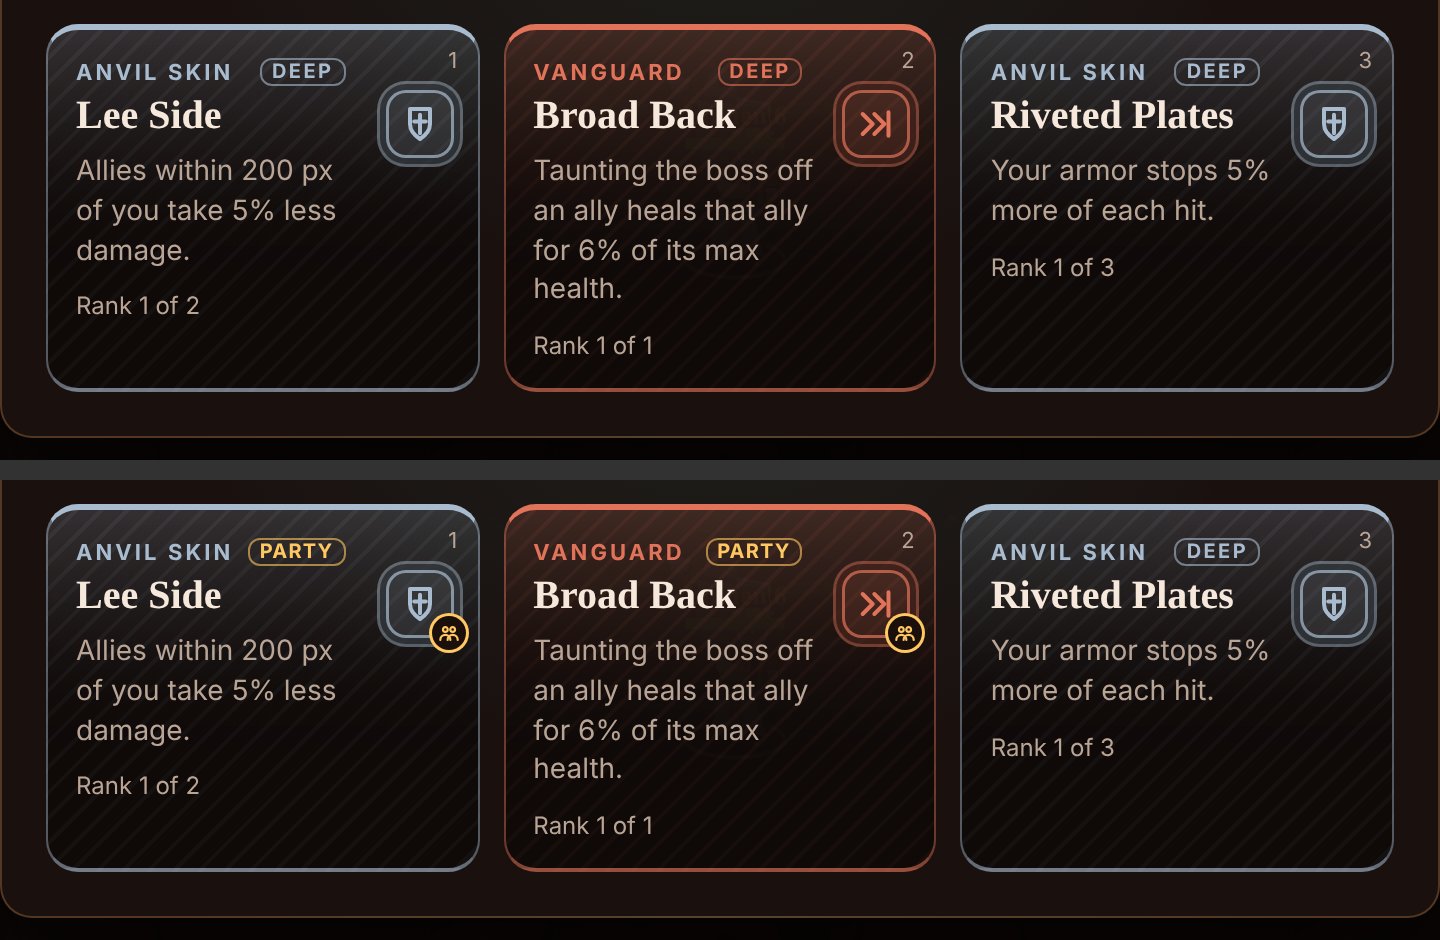 ANVIL SKIN DEEP 1
Lee Side
Allies within 200 px
of you take 5% less
damage.
Rank 1 of 2
VANGUARD DEEP 2
Broad Back
Taunting the boss off
an ally heals that ally
for 6% of its max
health.
Rank 1 of 1
ANVIL SKIN DEEP 3
Riveted Plates
Your armor stops 5%
more of each hit.
Rank 1 of 3
ANVIL SKIN PARTY 1
Lee Side
Allies within 200 px
of you take 5% less
damage.
Rank 1 of 2
VANGUARD PARTY 2
Broad Back
Taunting the boss off
an ally heals that ally
for 6% of its max
health.
Rank 1 of 1
ANVIL SKIN DEEP 3
Riveted Plates
Your armor stops 5%
more of each hit.
Rank 1 of 3